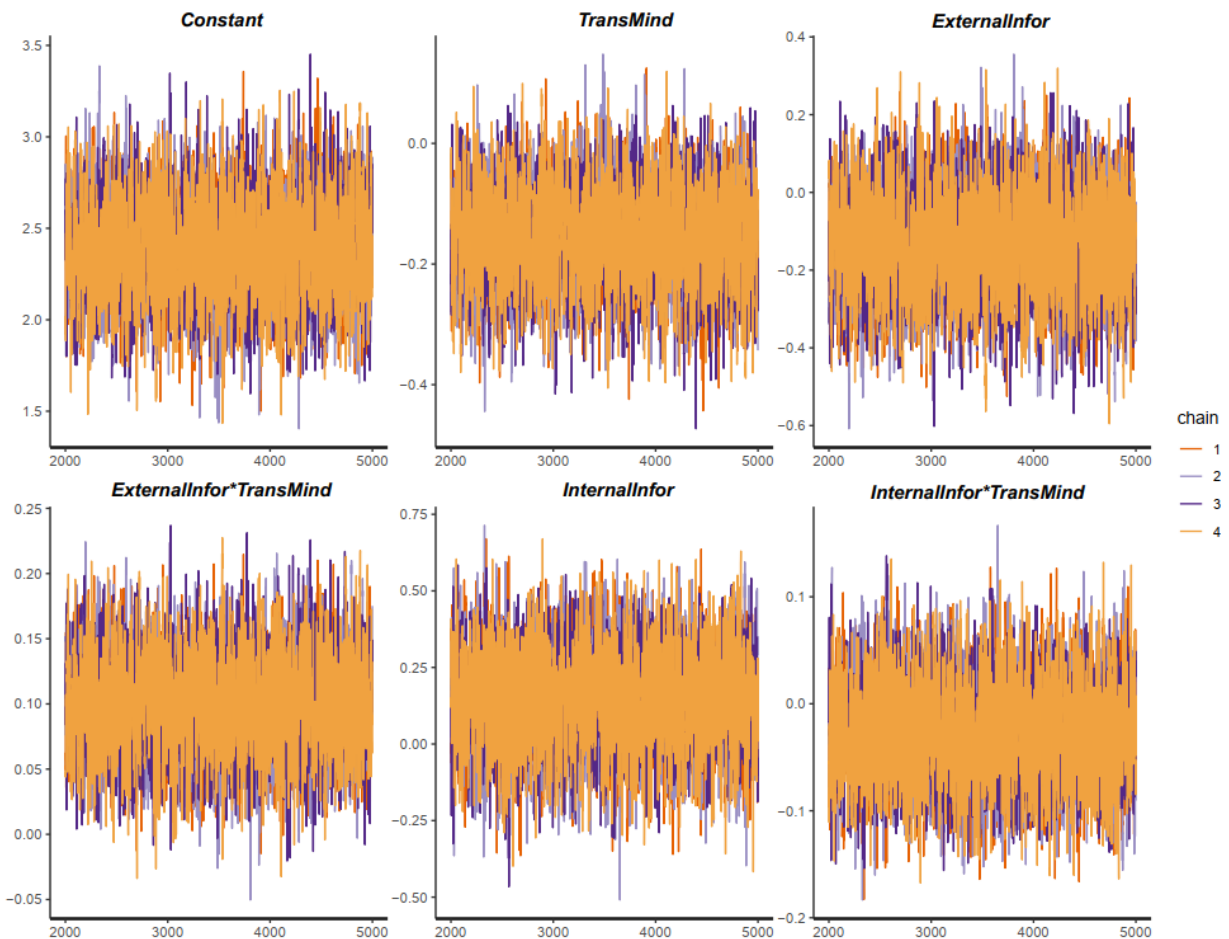 Constant
TransMind
ExternalInfor
3.5
3.0
2.5
2.0
1.5
0.0
−0.2
−0.4
0.4
0.2
0.0
−0.2
−0.4
−0.6
2000 3000 4000 5000
2000 3000 4000 5000
2000 3000 4000 5000
chain
1
2
3
4
ExternalInfor*TransMind
InternalInfor
InternalInfor*TransMind
0.25
0.20
0.15
0.10
0.05
0.00
−0.05
0.75
0.50
0.25
0.00
−0.25
−0.50
0.1
0.0
−0.1
−0.2
2000 3000 4000 5000
2000 3000 4000 5000
2000 3000 4000 5000